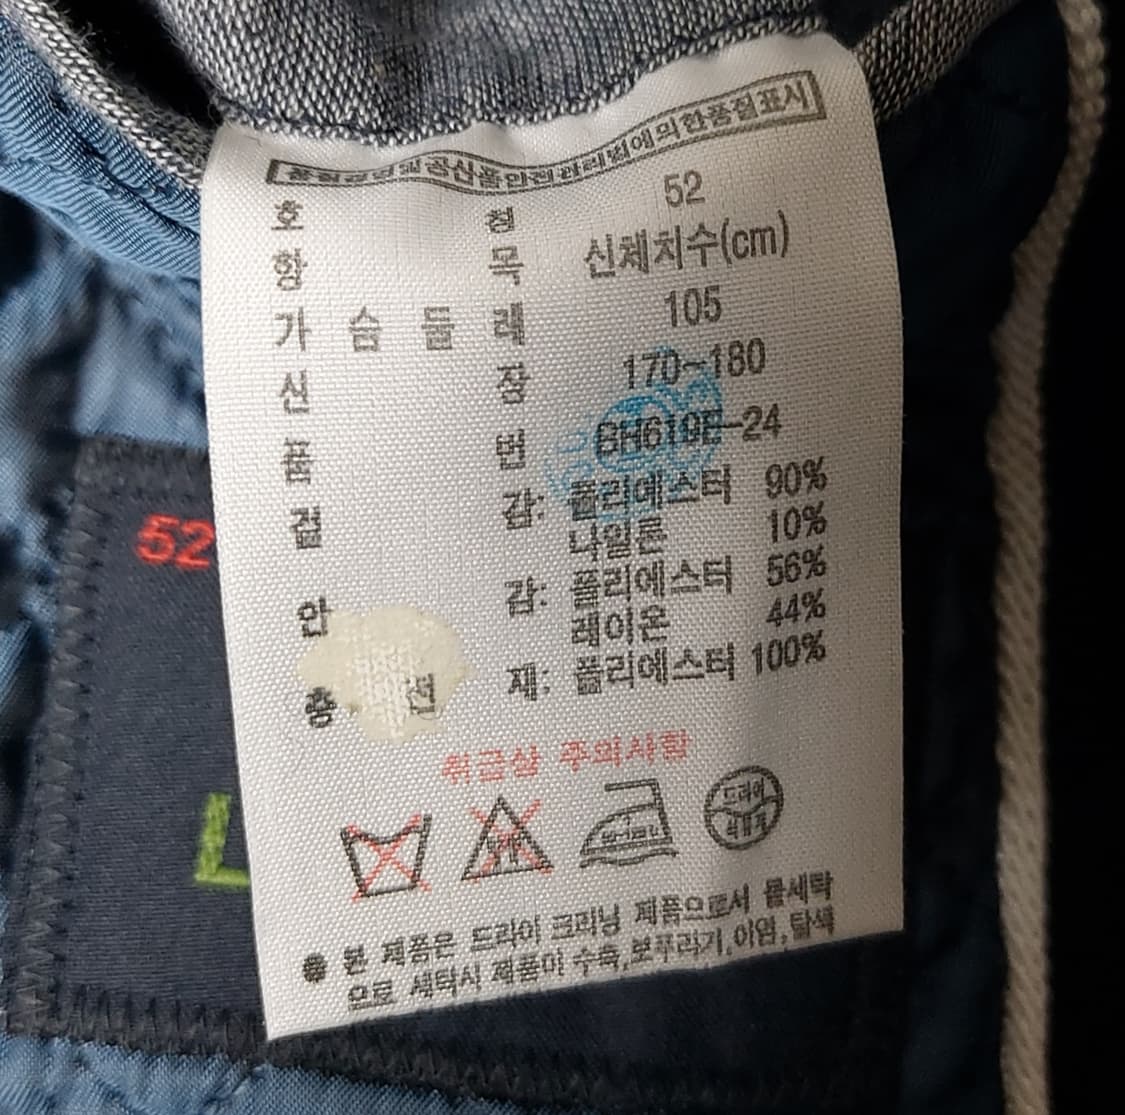 품질경영및공산품안전관리법에의한품질표시
호 칭 52
항 목 신체치수(cm)
가 슴 둘 레 105
신 장 170~180
품 번 BH619E-24
겉 감: 폴리에스터 90%
나일론 10%
안 감: 폴리에스터 56%
레이온 44%
충 전 재: 폴리에스터 100%
취급상 주의사항
드라이
● 본 제품은 드라이 크리닝 제품으로서 물세탁
으로 세탁시 제품이 수축,보푸라기,이염,탈색
52
L